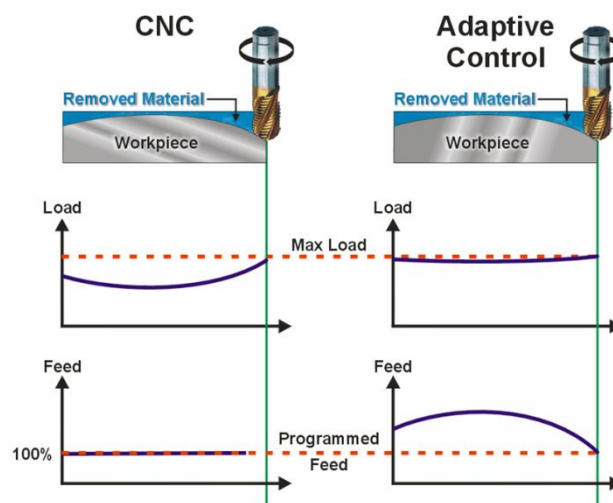 CNC
Adaptive
Control
Removed Material
Workpiece
Removed Material
Workpiece
Load
Max Load
Load
Feed
100%
Programmed
Feed
Feed